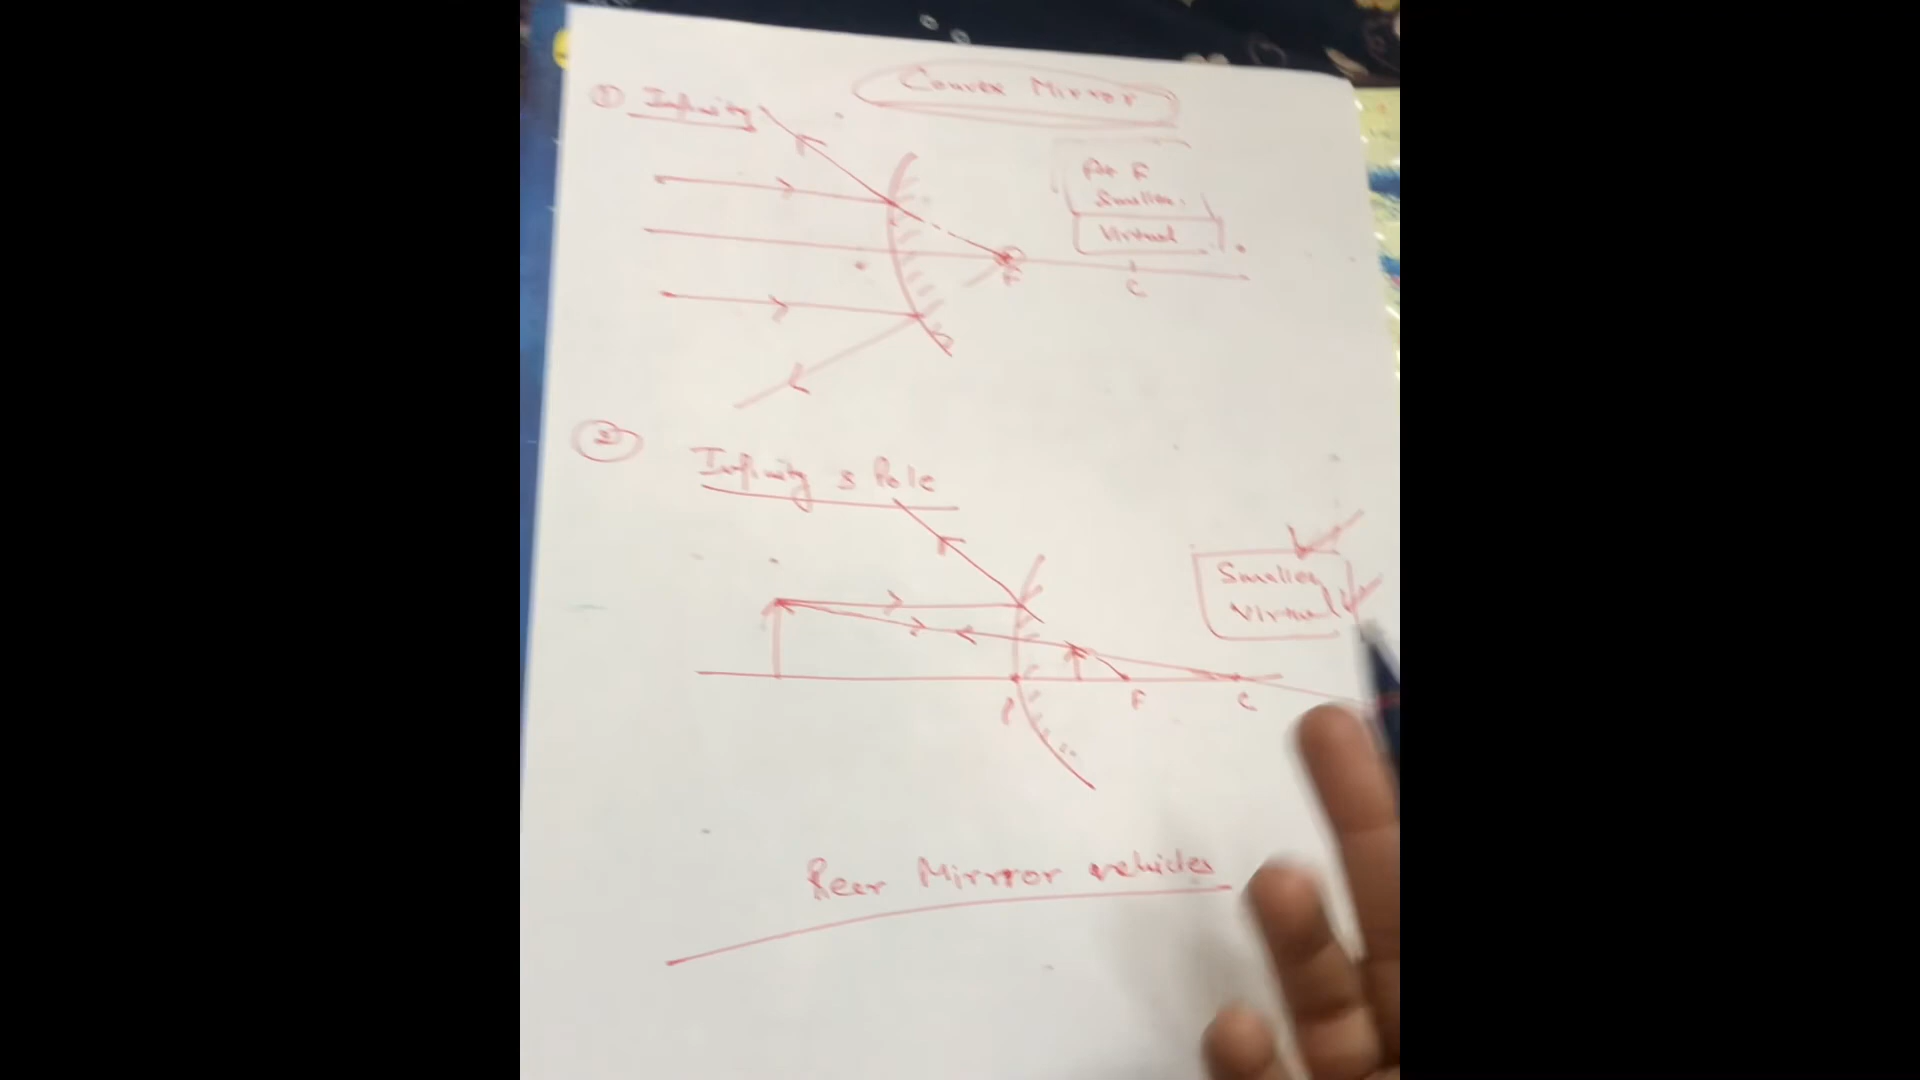 Convex Mirror
① Infinity
At F
Smaller.
Virtual
F
C
②
Infinity & Pole
Smaller
Virtual
P
F
C
Rear Mirror vehicles